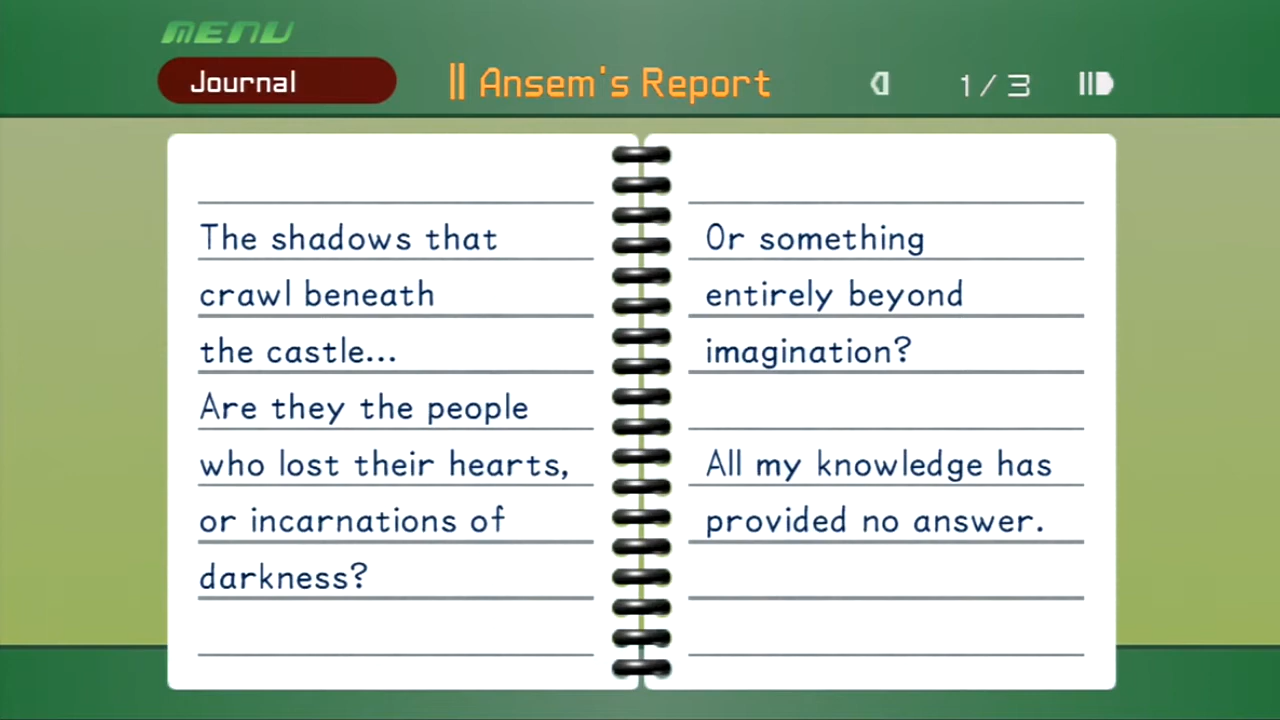 MENU
Journal
Ansem's Report
1/3
The shadows that
crawl beneath
the castle...
Are they the people
who lost their hearts,
or incarnations of
darkness?
Or something
entirely beyond
imagination?
All my knowledge has
provided no answer.